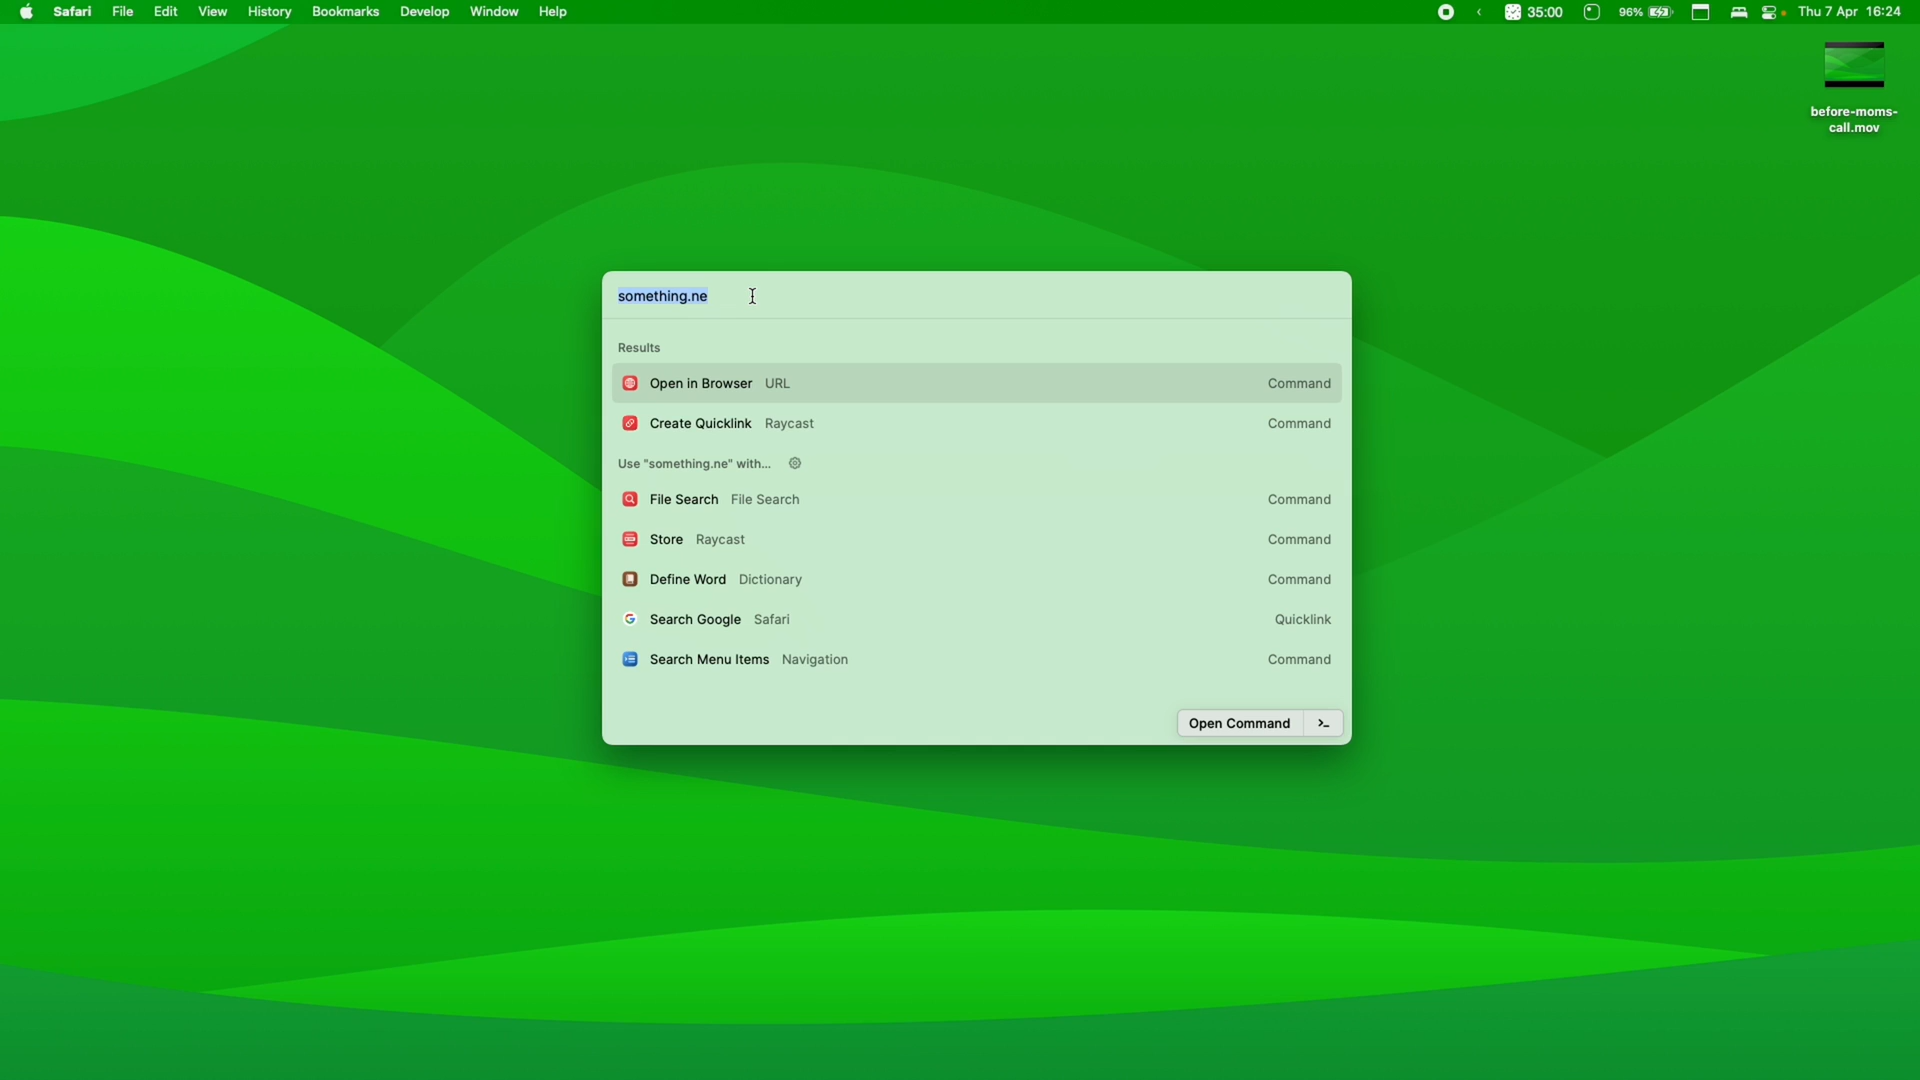 Safari File Edit View History Bookmarks Develop Window Help 35:00 96% Thu 7 Apr 16:24
before-moms-
call.mov
something.ne
Results
Open in Browser URL Command
Create Quicklink Raycast Command
Use "something.ne" with...
File Search File Search Command
Store Raycast Command
Define Word Dictionary Command
Search Google Safari Quicklink
Search Menu Items Navigation Command
Open Command